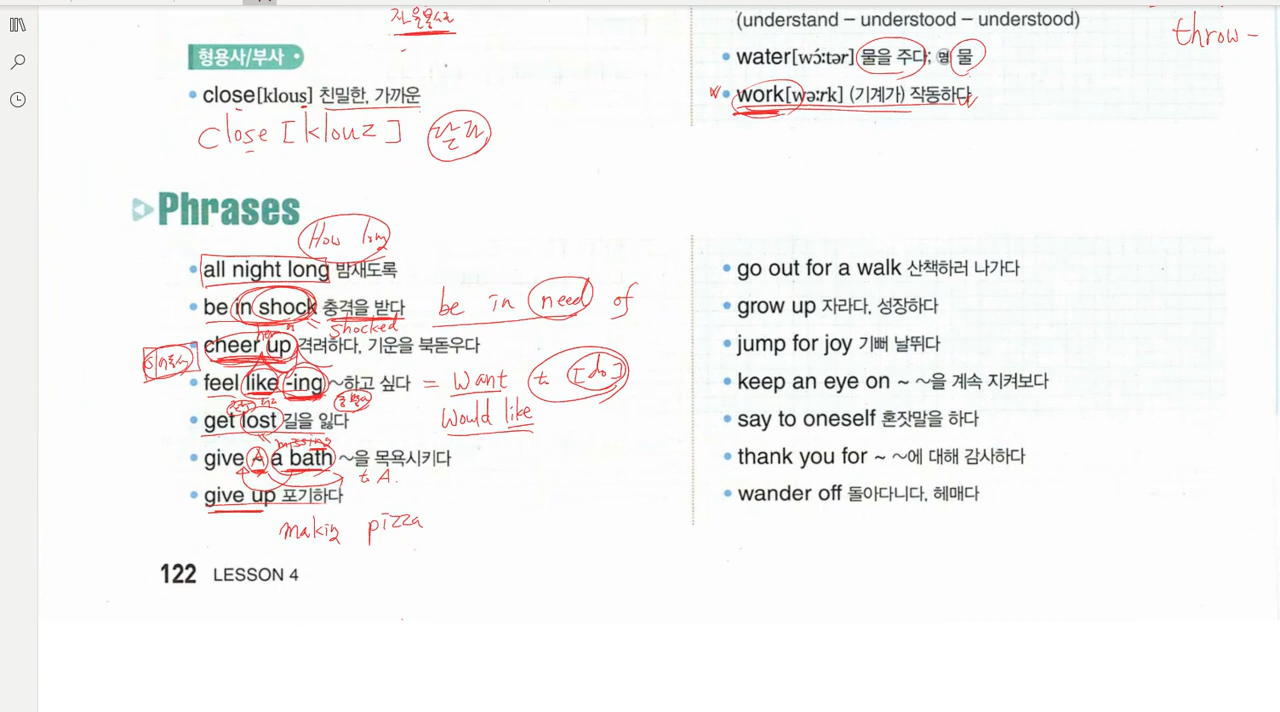 자음몰시료
형용사/부사
• close[klous] 친밀한, 가까운
close [klouz] 닫다
(understand – understood – understood)
throw –
• water[wɔ́ːtər] 물을 주다; 명 물
• work[wəːrk] (기계가) 작동하다
Phrases
How long
• all night long 밤새도록
• be in shock 충격을 받다
be in need of
shocked
• cheer up 격려하다, 기운을 북돋우다
her
• feel like -ing ~하고 싶다
= want to [do]
would like
• get lost 길을 잃다
missing
• give A a bath ~을 목욕시키다
to A.
• give up 포기하다
making pizza
• go out for a walk 산책하러 나가다
• grow up 자라다, 성장하다
• jump for joy 기뻐 날뛰다
• keep an eye on ~ ~을 계속 지켜보다
• say to oneself 혼잣말을 하다
• thank you for ~ ~에 대해 감사하다
• wander off 돌아다니다, 헤매다
122 LESSON 4